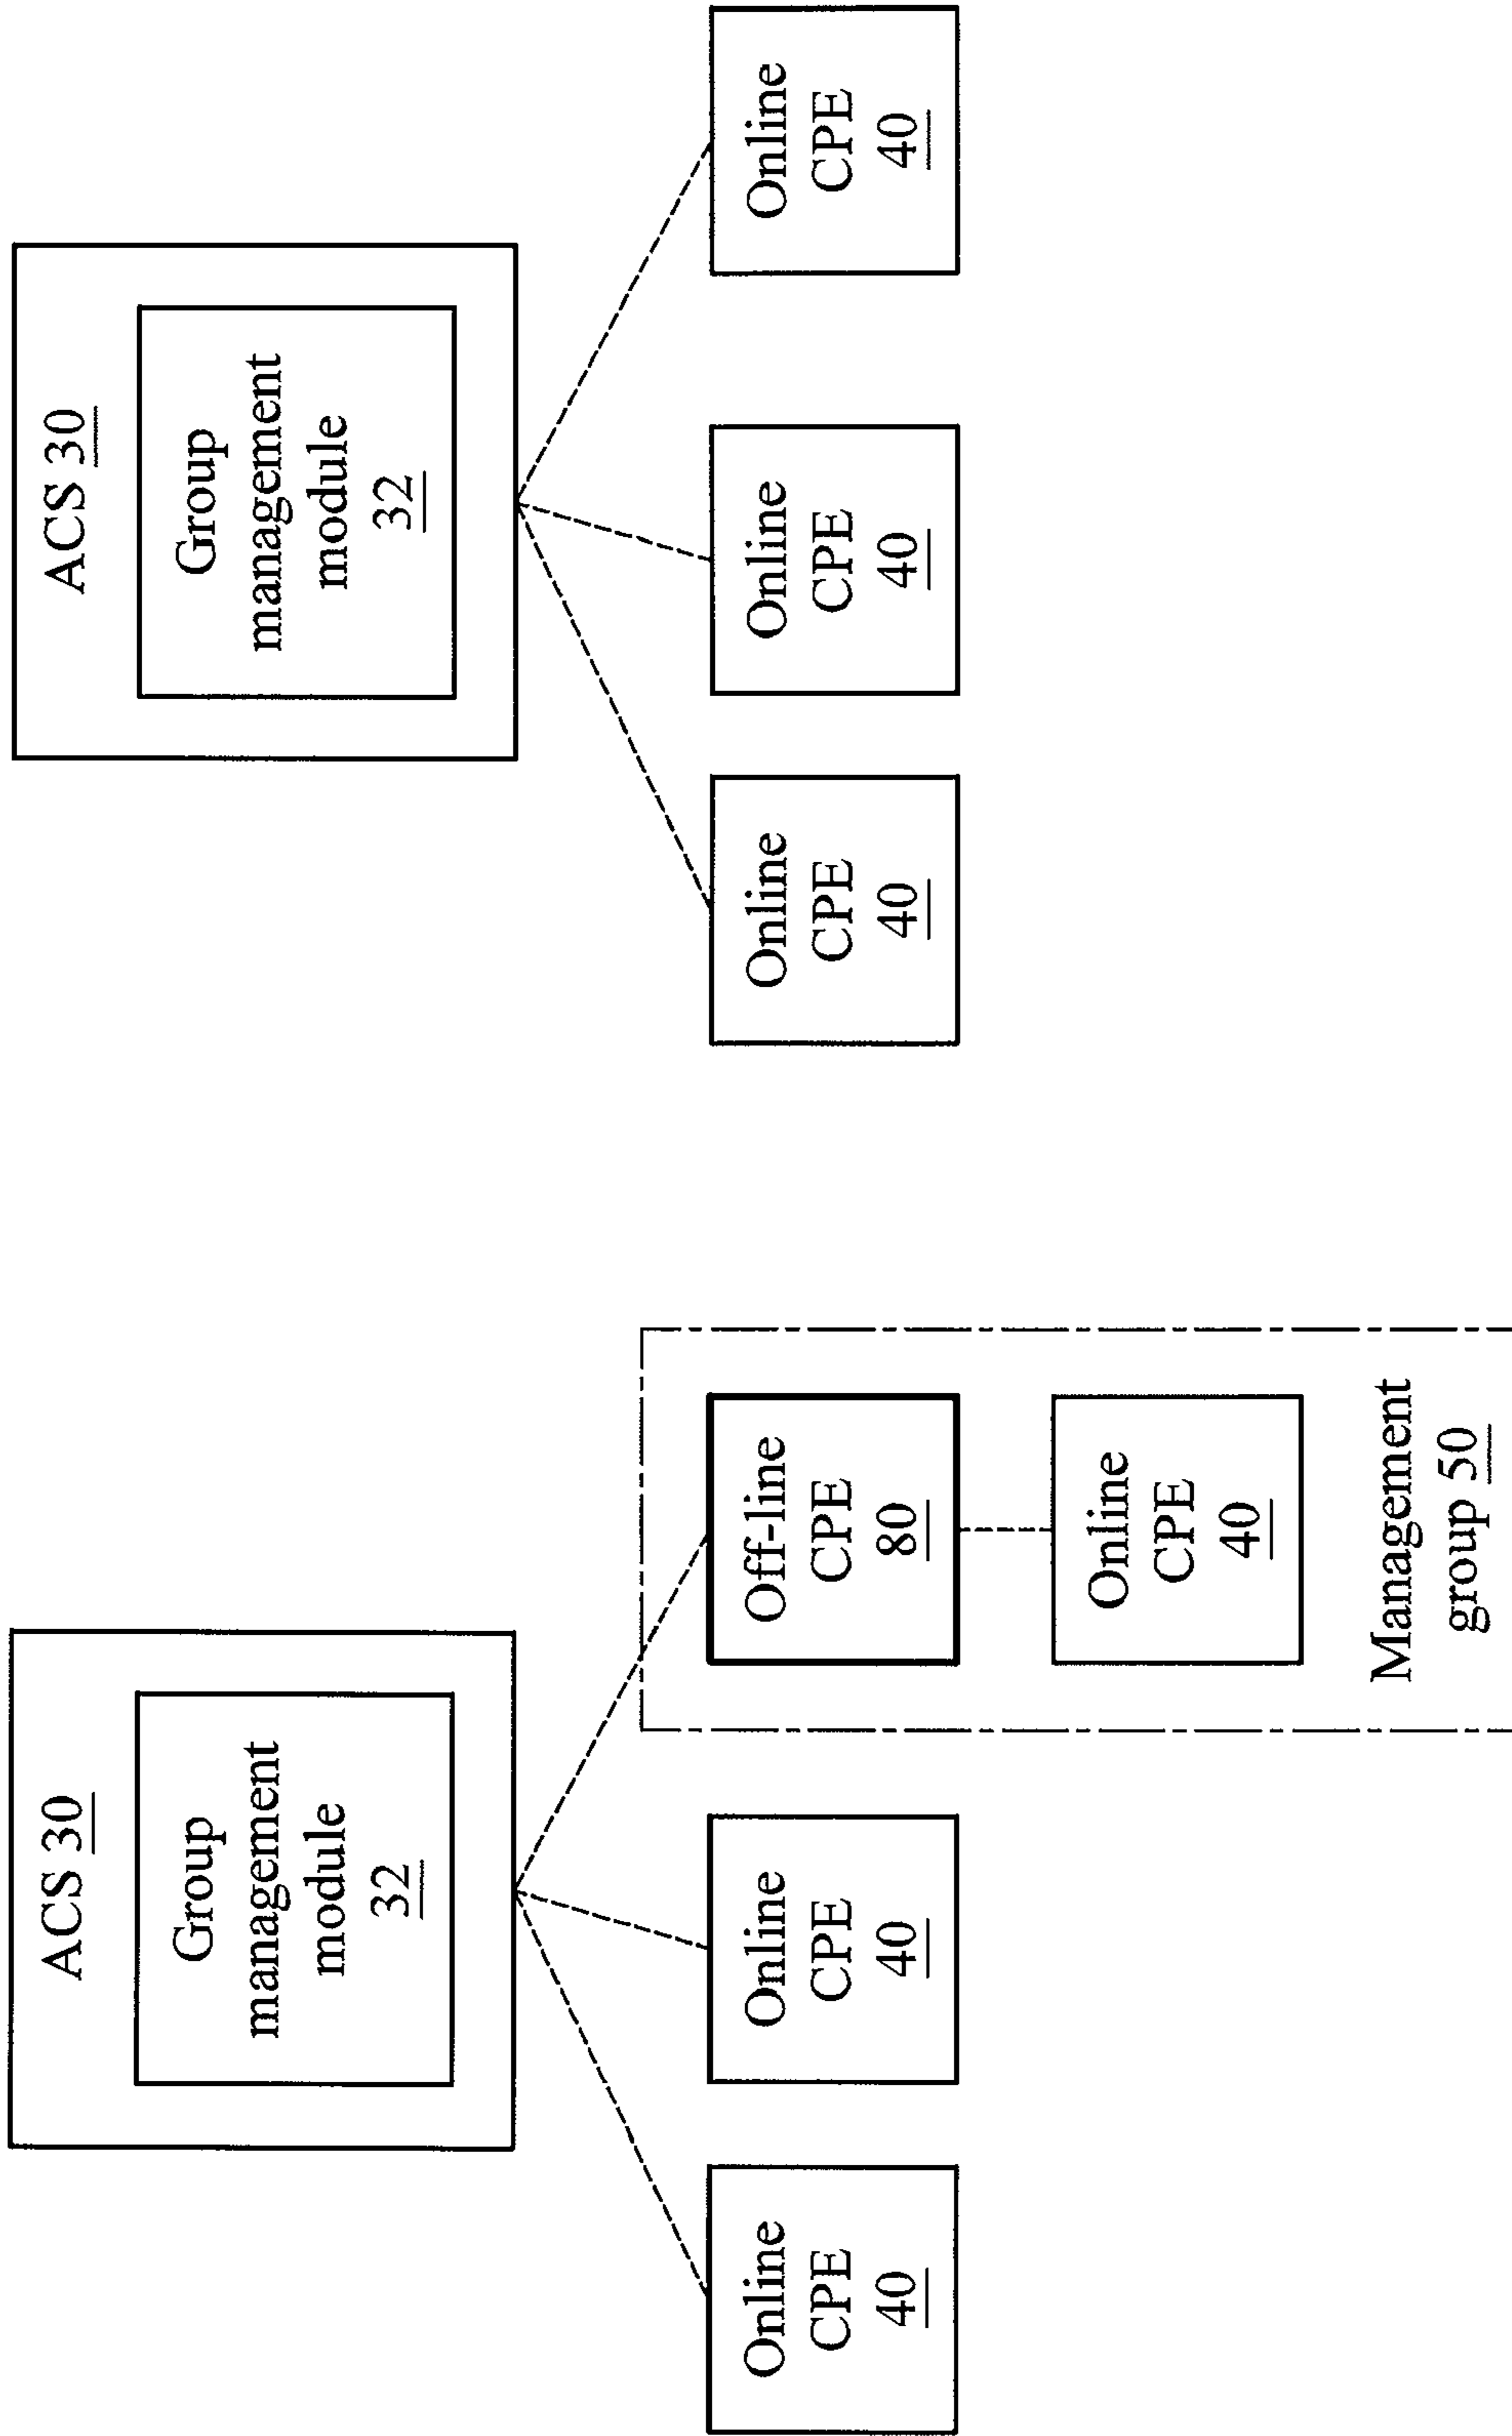 ACS 30
Group
management
module
32
Online
CPE
40
Online
CPE
40
Off-line
CPE
80
Online
CPE
40
Management
group 50
ACS 30
Group
management
module
32
Online
CPE
40
Online
CPE
40
Online
CPE
40